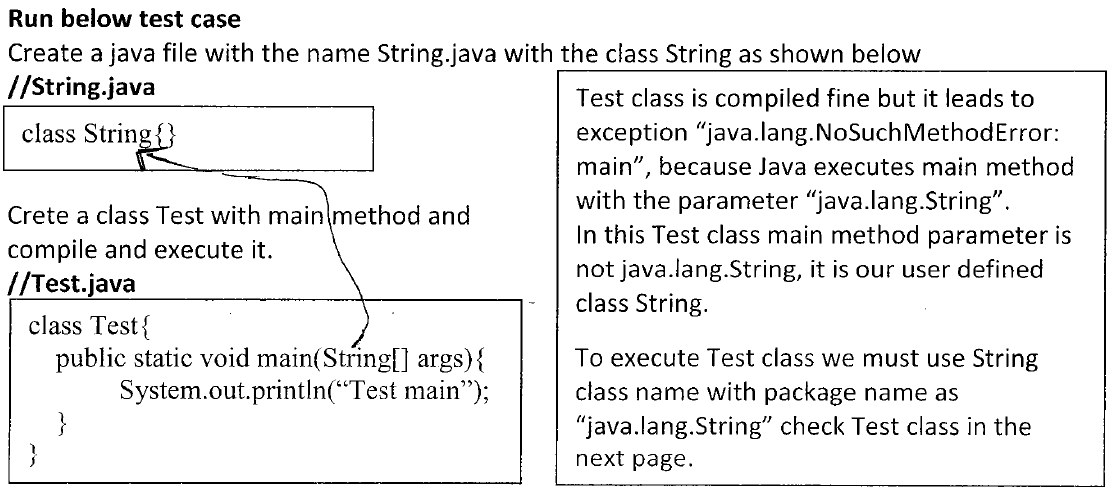 Run below test case
Create a java file with the name String.java with the class String as shown below
//String.java
class String{}
Crete a class Test with main method and
compile and execute it.
//Test.java
class Test{
public static void main(String[] args){
System.out.println(“Test main”);
}
}
Test class is compiled fine but it leads to
exception “java.lang.NoSuchMethodError:
main”, because Java executes main method
with the parameter “java.lang.String”.
In this Test class main method parameter is
not java.lang.String, it is our user defined
class String.
To execute Test class we must use String
class name with package name as
“java.lang.String” check Test class in the
next page.